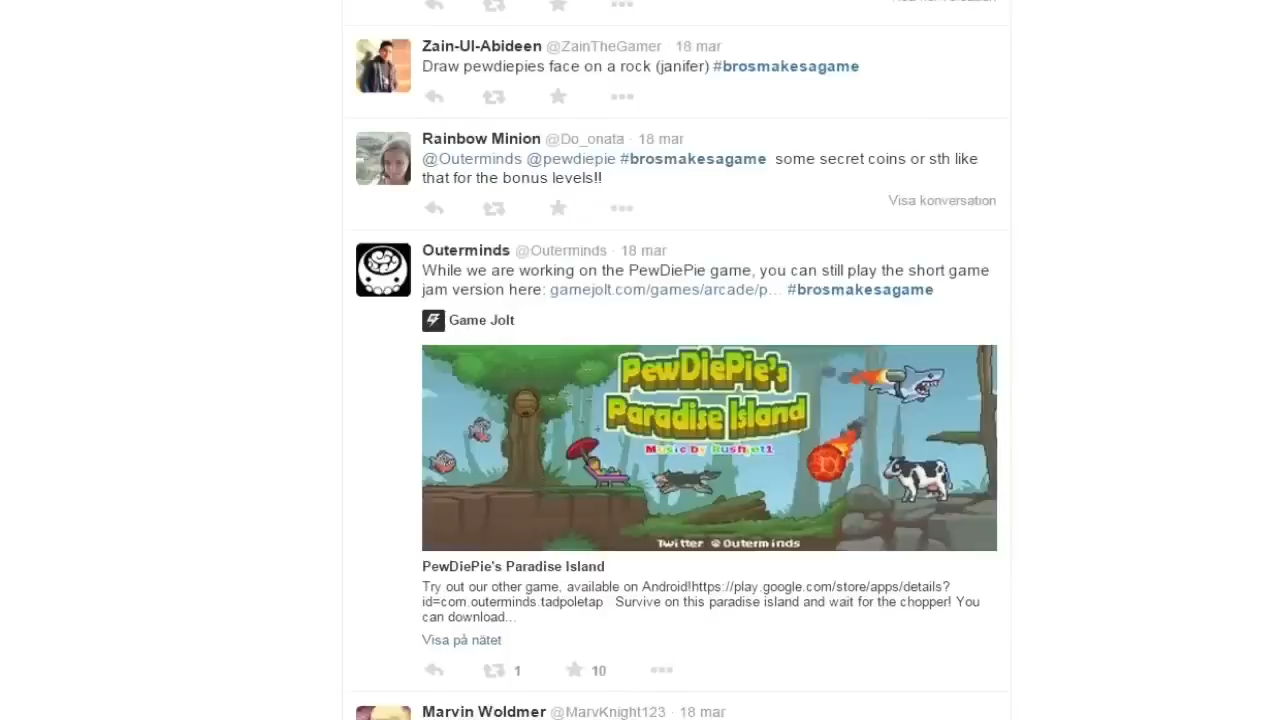 Visa konversation
Zain-Ul-Abideen @ZainTheGamer · 18 mar
Draw pewdiepies face on a rock (janifer) #brosmakesagame
Rainbow Minion @Do_onata · 18 mar
@Outerminds @pewdiepie #brosmakesagame some secret coins or sth like
that for the bonus levels!!
Visa konversation
Outerminds @Outerminds · 18 mar
While we are working on the PewDiePie game, you can still play the short game
jam version here: gamejolt.com/games/arcade/p... #brosmakesagame
Game Jolt
PewDiePie's
Paradise Island
Music by Rushjet1
Twitter @Outerminds
PewDiePie's Paradise Island
Try out our other game, available on Android!https://play.google.com/store/apps/details?
id=com.outerminds.tadpoletap Survive on this paradise island and wait for the chopper! You
can download...
Visa på nätet
1 10
Marvin Woldmer @MarvKnight123 · 18 mar